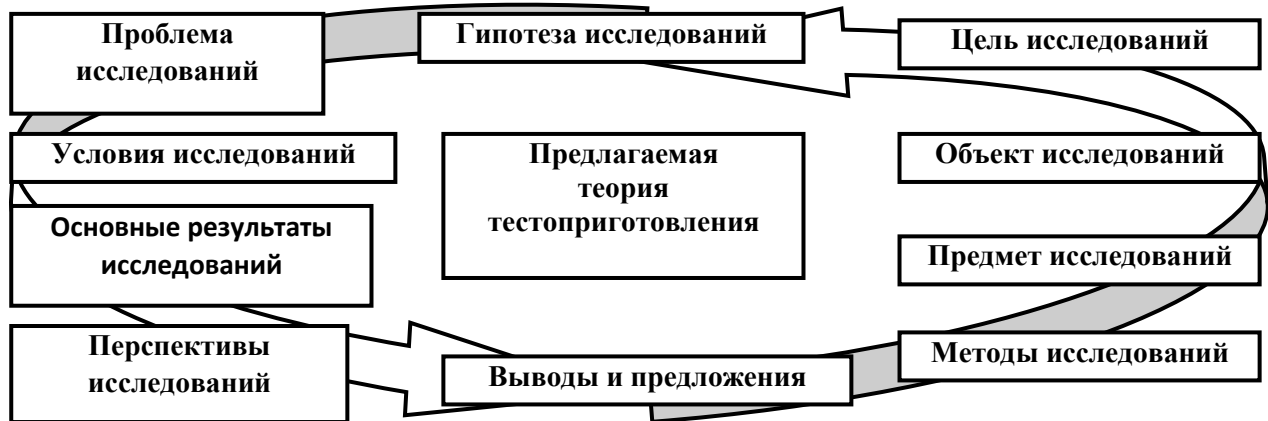 Проблема
исследований
Гипотеза исследований
Цель исследований
Условия исследований
Предлагаемая
теория
тестоприготовления
Объект исследований
Основные результаты
исследований
Предмет исследований
Перспективы
исследований
Выводы и предложения
Методы исследований